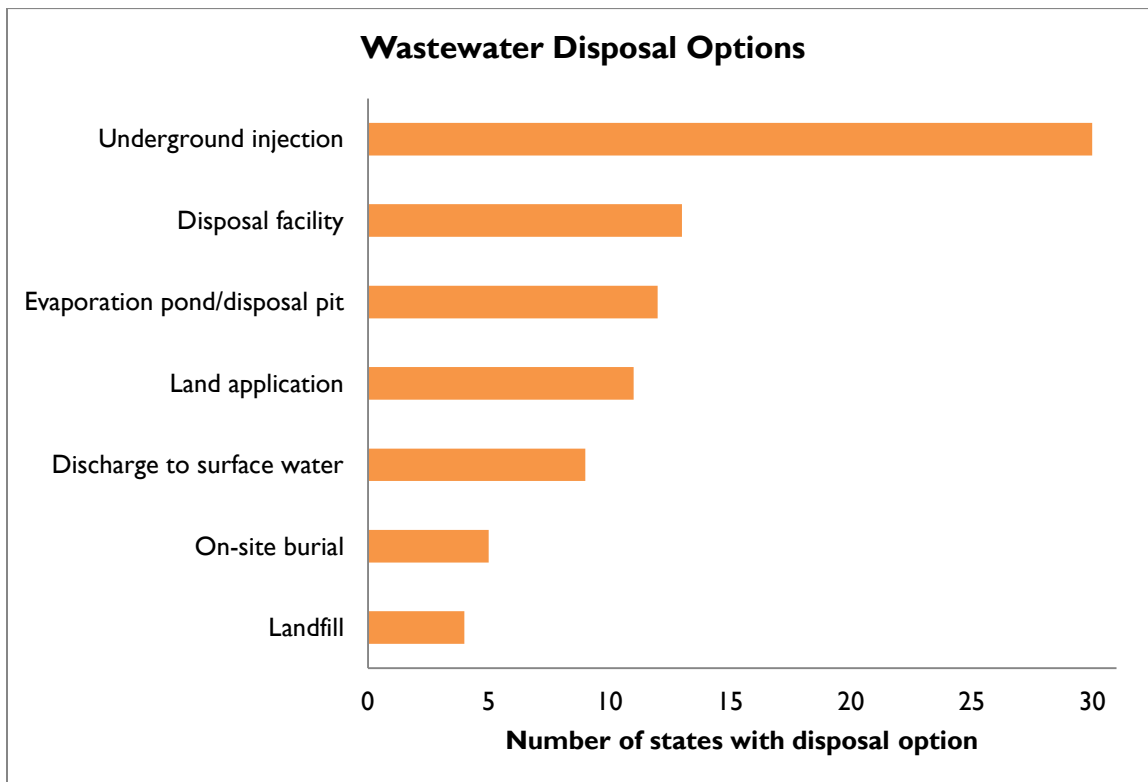 Wastewater Disposal Options
Underground injection
Disposal facility
Evaporation pond/disposal pit
Land application
Discharge to surface water
On-site burial
Landfill
0 5 10 15 20 25 30
Number of states with disposal option